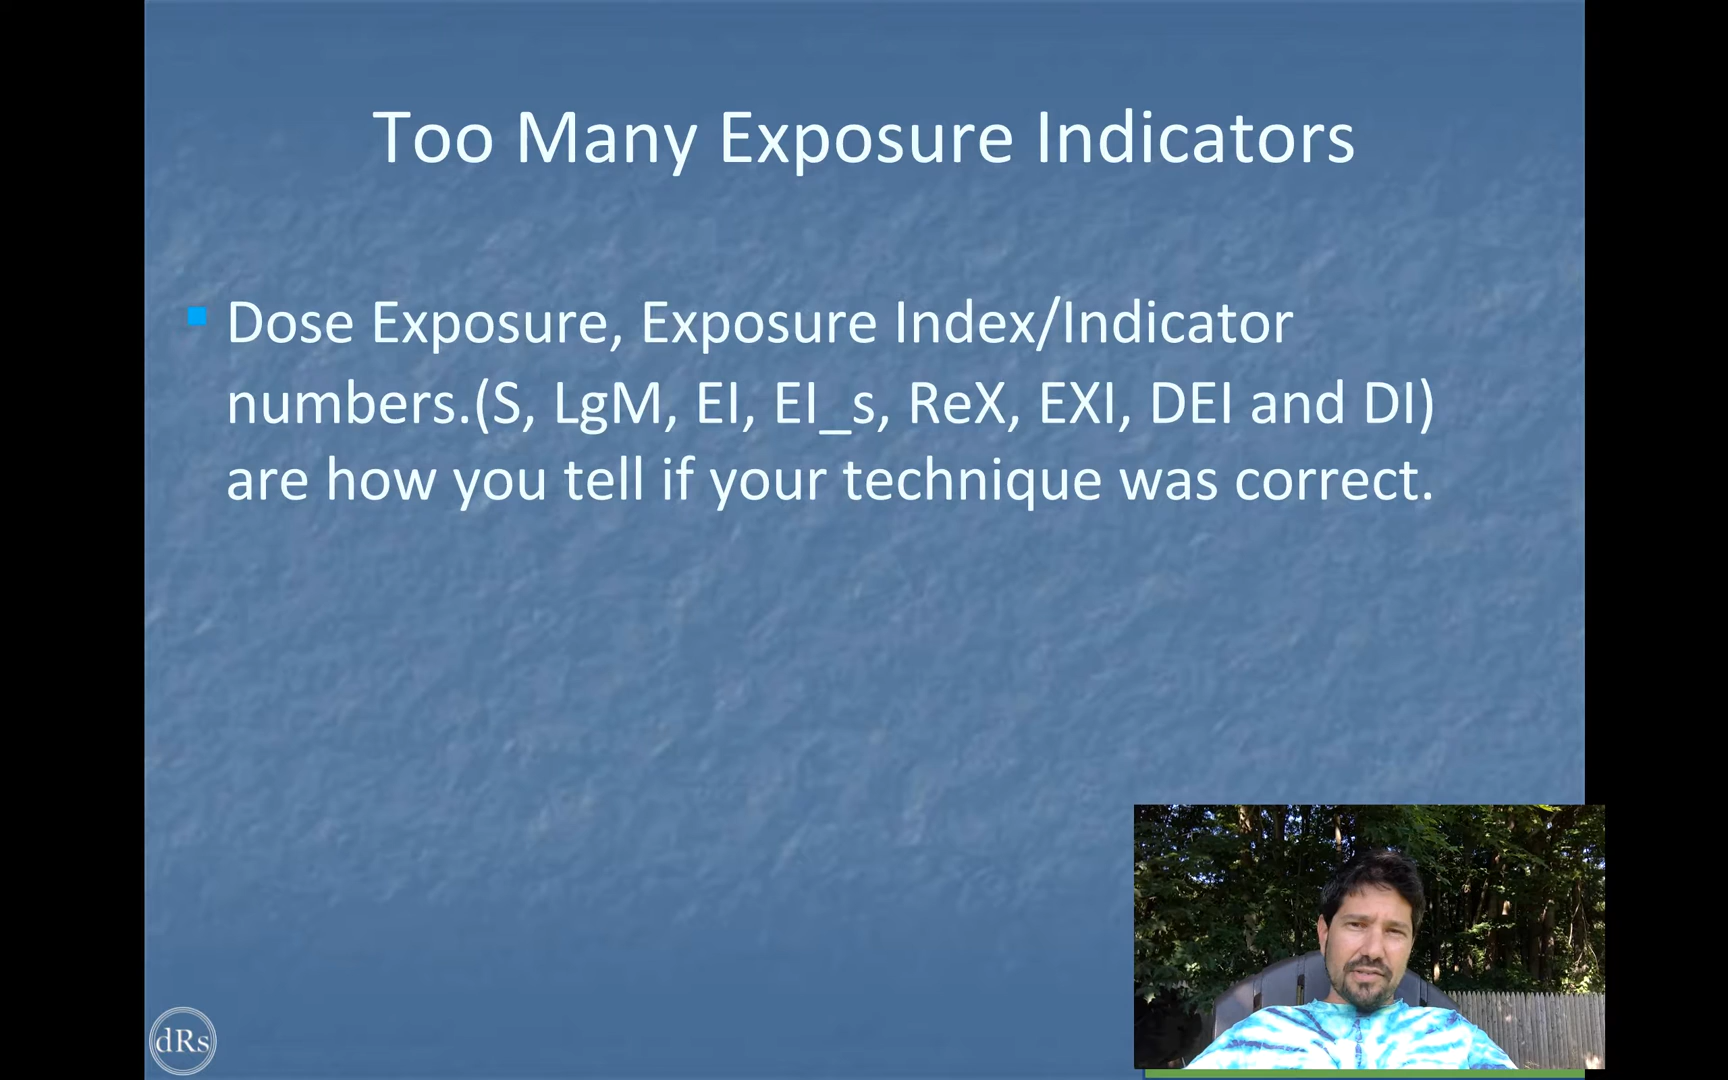 Too Many Exposure Indicators
Dose Exposure, Exposure Index/Indicator
numbers.(S, LgM, EI, EI_s, ReX, EXI, DEI and DI)
are how you tell if your technique was correct.
dRs